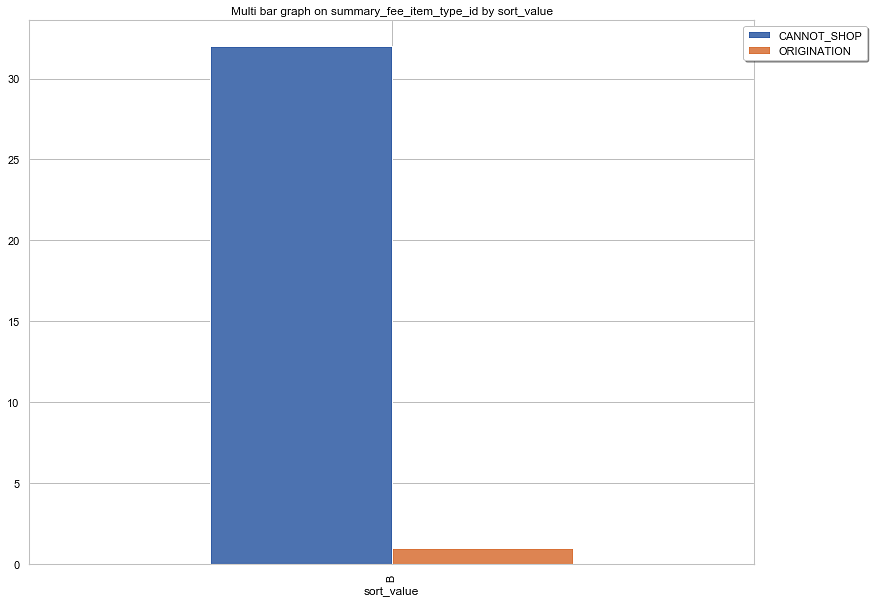 Multi bar graph on summary_fee_item_type_id by sort_value
CANNOT_SHOP
ORIGINATION
30
25
20
15
10
5
0
B
sort_value